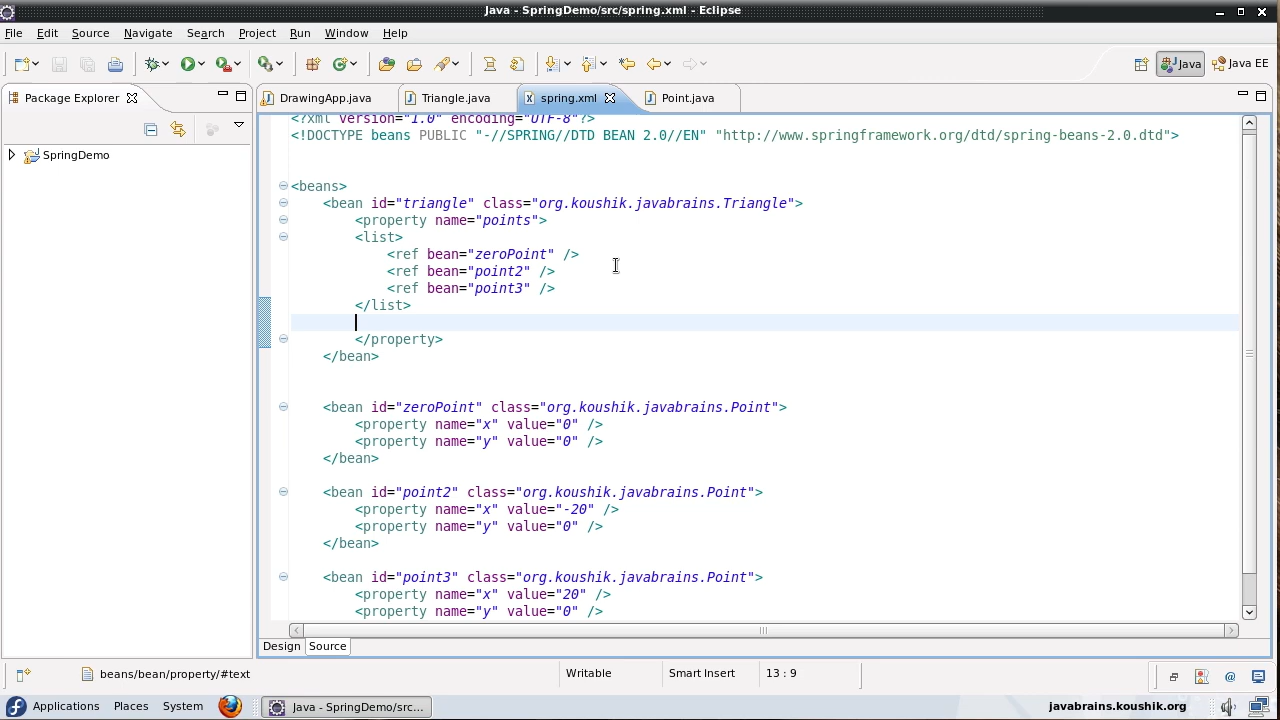 Java - SpringDemo/src/spring.xml - Eclipse
File Edit Source Navigate Search Project Run Window Help
Java Java EE
Package Explorer
DrawingApp.java Triangle.java spring.xml Point.java
SpringDemo
<?xml version="1.0" encoding="UTF-8"?>
<!DOCTYPE beans PUBLIC "-//SPRING//DTD BEAN 2.0//EN" "http://www.springframework.org/dtd/spring-beans-2.0.dtd">
<beans>
<bean id="triangle" class="org.koushik.javabrains.Triangle">
<property name="points">
<list>
<ref bean="zeroPoint" />
<ref bean="point2" />
<ref bean="point3" />
</list>
</property>
</bean>
<bean id="zeroPoint" class="org.koushik.javabrains.Point">
<property name="x" value="0" />
<property name="y" value="0" />
</bean>
<bean id="point2" class="org.koushik.javabrains.Point">
<property name="x" value="-20" />
<property name="y" value="0" />
</bean>
<bean id="point3" class="org.koushik.javabrains.Point">
<property name="x" value="20" />
<property name="y" value="0" />
Design Source
beans/bean/property/#text Writable Smart Insert 13 : 9
Applications Places System Java - SpringDemo/src... javabrains.koushik.org